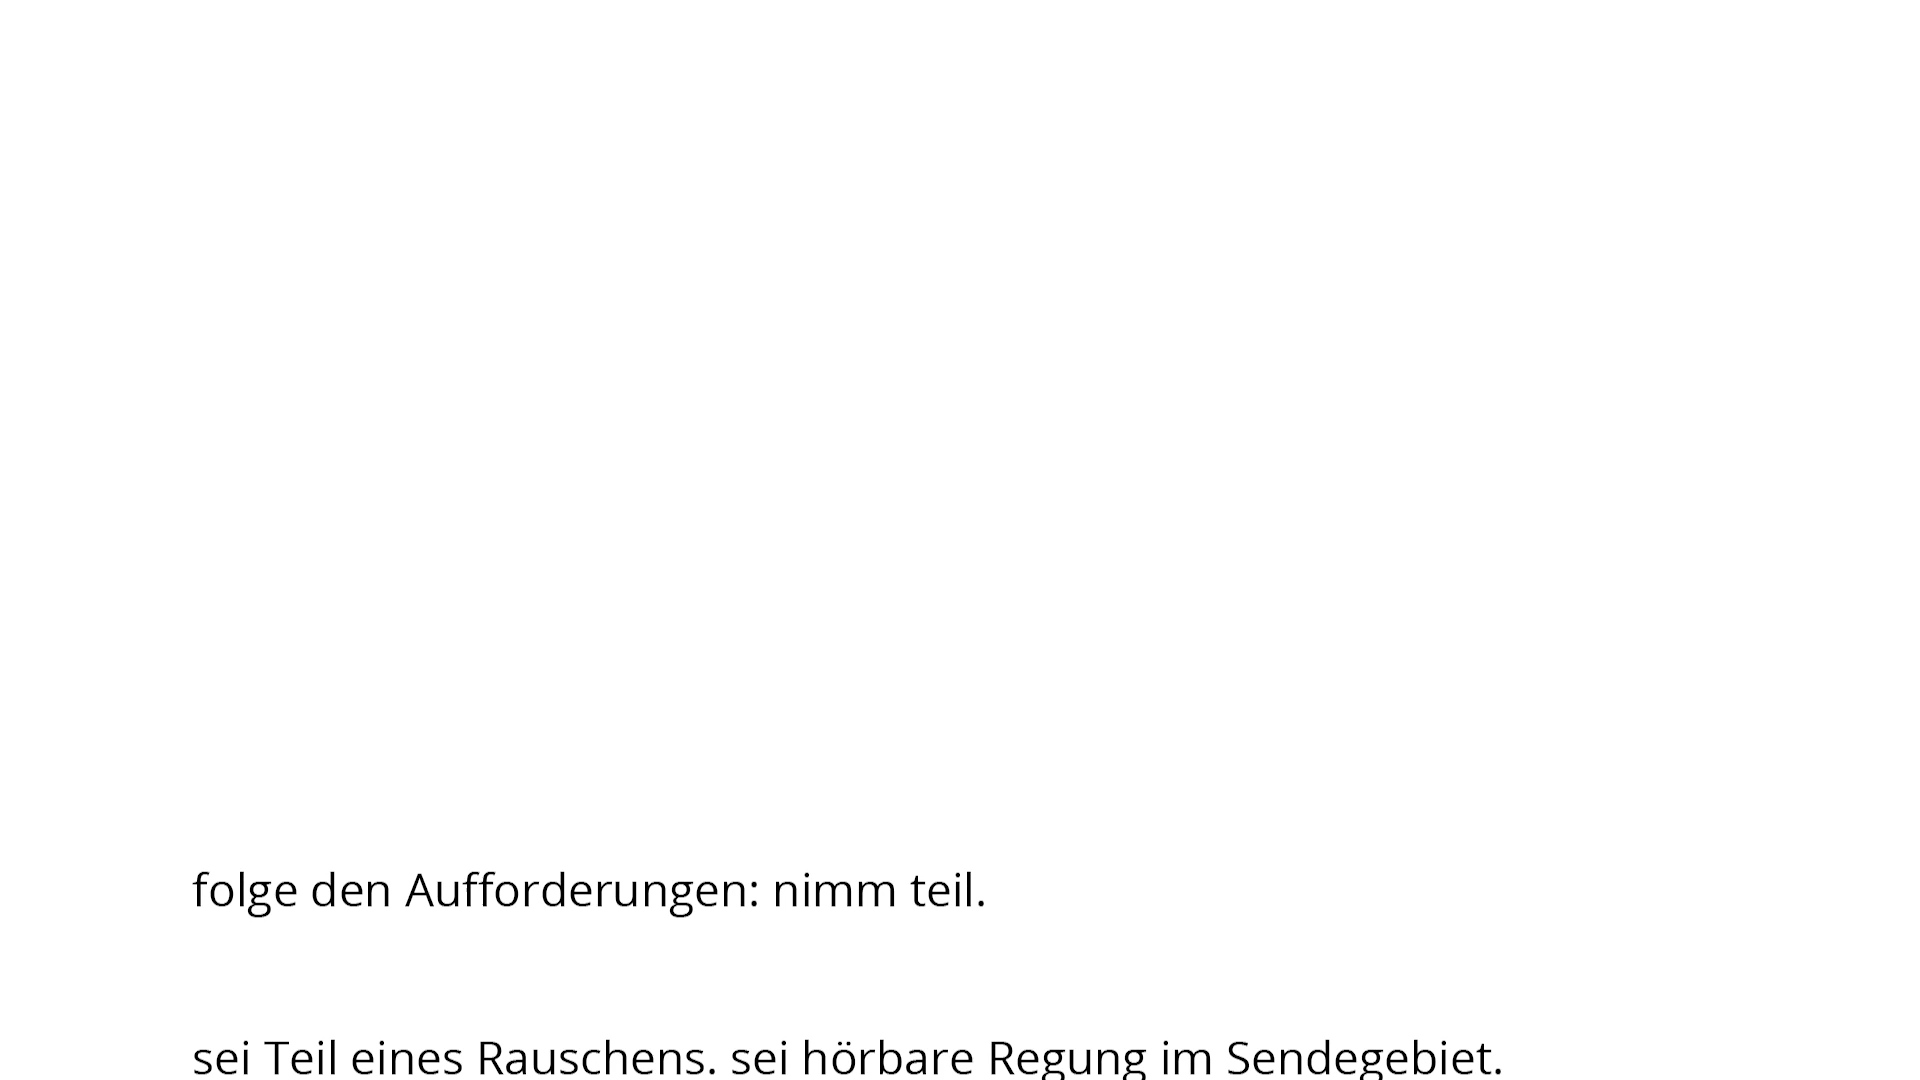 folge den Aufforderungen: nimm teil.
sei Teil eines Rauschens. sei hörbare Regung im Sendegebiet.